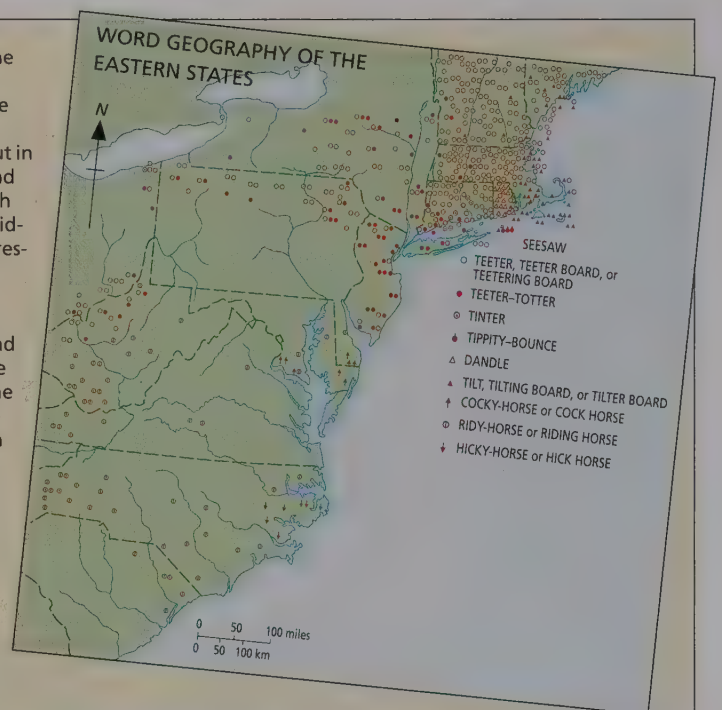 WORD GEOGRAPHY OF THE
EASTERN STATES
N
ut in
SEESAW
TEETER, TEETER BOARD, or
TEETERING BOARD
TEETER–TOTTER
TINTER
TIPPITY–BOUNCE
DANDLE
TILT, TILTING BOARD, or TILTER BOARD
COCKY-HORSE or COCK HORSE
RIDY-HORSE or RIDING HORSE
HICKY-HORSE or HICK HORSE
0 50 100 miles
0 50 100 km